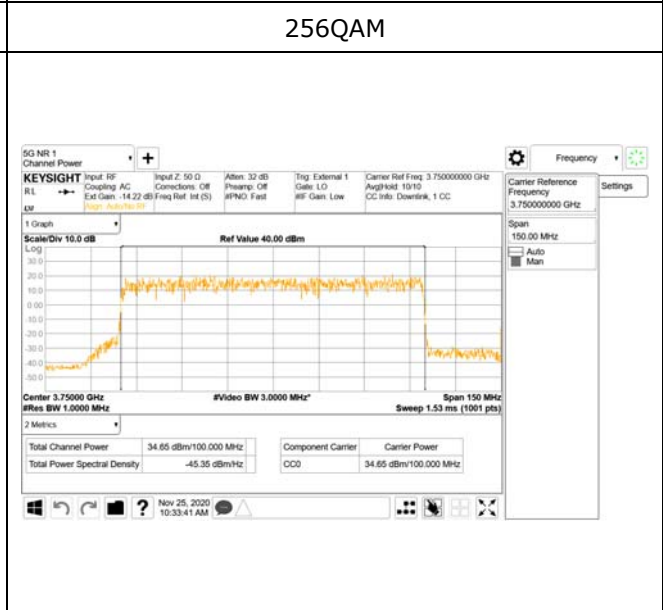 256QAM
5G NR 1
Channel Power
Frequency
KEYSIGHT Input: RF Input Z: 50 Ω Atten: 32 dB Trig: External 1 Carrier Ref Freq: 3.750000000 GHz
RL Coupling: AC Corrections: Off Preamp: Off Gate: LO Avg|Hold: 10/10
Ext Gain: -14.22 dB Freq Ref: Int (S) #PNO: Fast #IF Gain: Low CC Info: Downlink, 1 CC
Align: Auto/No RF
Carrier Reference
Frequency
3.750000000 GHz
Settings
Span
150.00 MHz
Auto
Man
1 Graph
Scale/Div 10.0 dB Ref Value 40.00 dBm
Log
30.0
20.0
10.0
0.00
-10.0
-20.0
-30.0
-40.0
-50.0
Center 3.75000 GHz #Video BW 3.0000 MHz* Span 150 MHz
#Res BW 1.0000 MHz Sweep 1.53 ms (1001 pts)
2 Metrics
Total Channel Power 34.65 dBm/100.000 MHz Component Carrier Carrier Power
Total Power Spectral Density -45.35 dBm/Hz CC0 34.65 dBm/100.000 MHz
Nov 25, 2020
10:33:41 AM